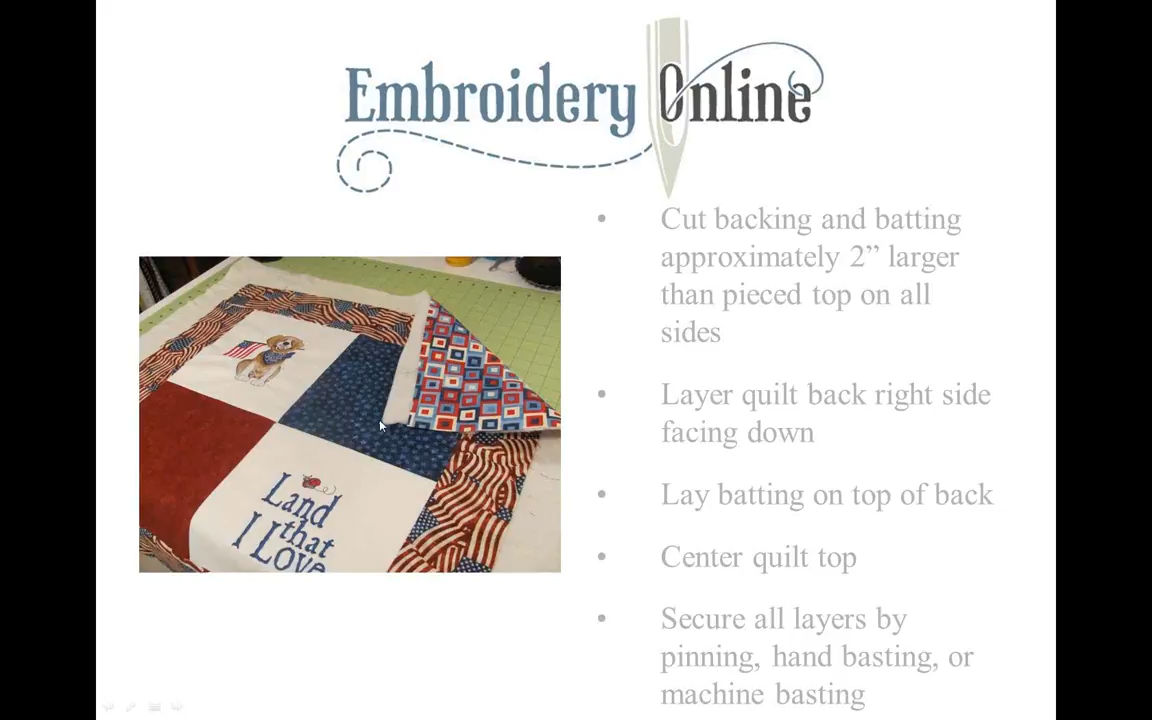 Embroidery Online
• Cut backing and batting
approximately 2” larger
than pieced top on all
sides
• Layer quilt back right side
facing down
• Lay batting on top of back
• Center quilt top
• Secure all layers by
pinning, hand basting, or
machine basting
Land
that
I Love